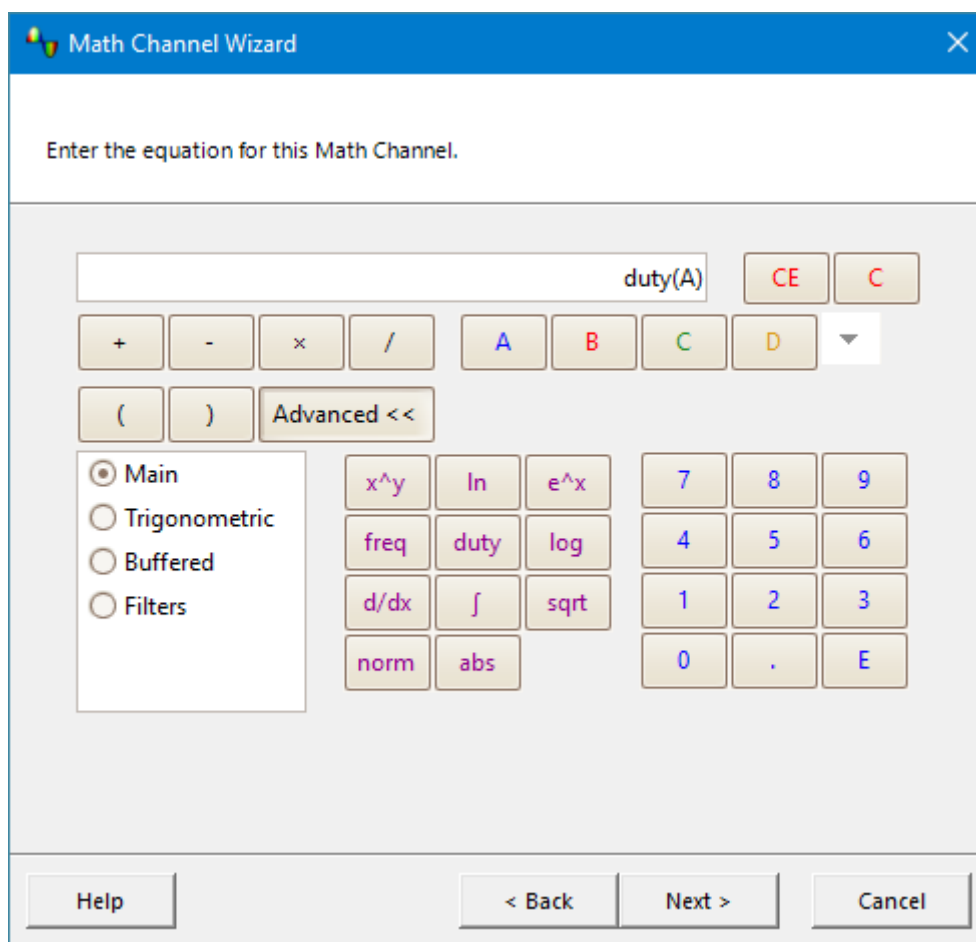 Math Channel Wizard
Enter the equation for this Math Channel.
duty(A) CE C
+ - × / A B C D
( ) Advanced <<
Main x^y ln e^x 7 8 9
Trigonometric freq duty log 4 5 6
Buffered d/dx ∫ sqrt 1 2 3
Filters norm abs 0 . E
Help < Back Next > Cancel